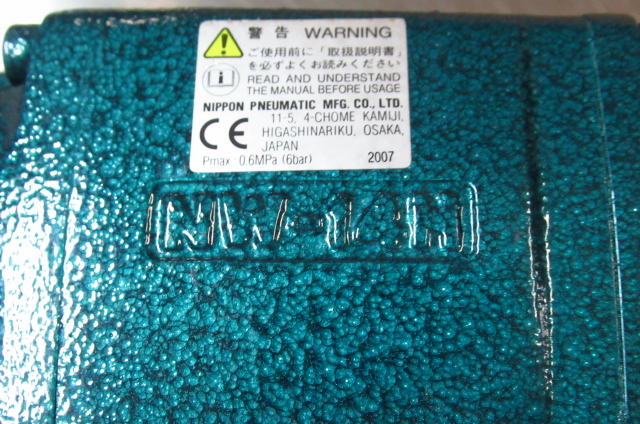 警告 WARNING
ご使用前に「取扱説明書」
を必ずよくお読みください
READ AND UNDERSTAND
THE MANUAL BEFORE USAGE
NIPPON PNEUMATIC MFG. CO., LTD.
11-5, 4-CHOME KAMIJI,
HIGASHINARIKU, OSAKA,
JAPAN
CE
Pmax : 0.6MPa (6bar) 2007